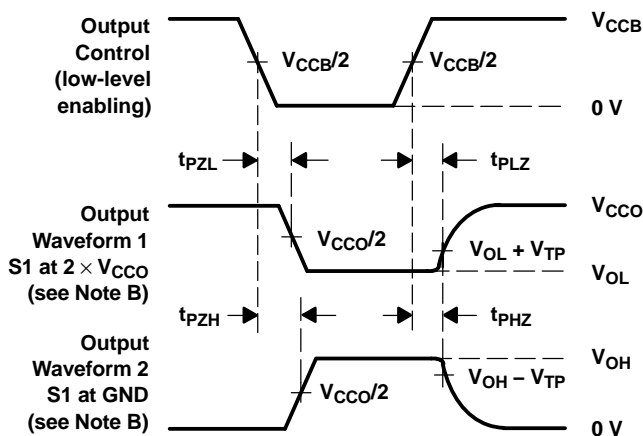 Output
Control
(low-level
enabling)
V_CCB/2
V_CCB/2
V_CCB
0 V
t_PZL
t_PLZ
Output
Waveform 1
S1 at 2 × V_CCO
(see Note B)
V_CCO/2
V_CCO
V_OL + V_TP
V_OL
t_PZH
t_PHZ
Output
Waveform 2
S1 at GND
(see Note B)
V_CCO/2
V_OH
V_OH − V_TP
0 V